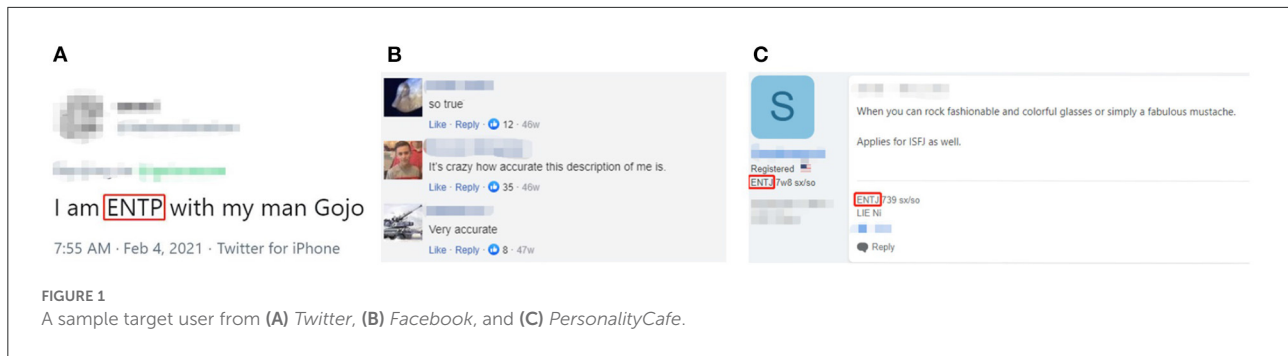 A
I am ENTP with my man Gojo
7:55 AM · Feb 4, 2021 · Twitter for iPhone
B
so true
Like · Reply · 12 · 46w
It's crazy how accurate this description of me is.
Like · Reply · 35 · 46w
Very accurate
Like · Reply · 8 · 47w
C
S
Registered
ENTJ 7w8 sx/so
When you can rock fashionable and colorful glasses or simply a fabulous mustache.
Applies for ISFJ as well.
ENTJ 739 sx/so
LIE Ni
Reply
FIGURE 1
A sample target user from (A) Twitter, (B) Facebook, and (C) PersonalityCafe.